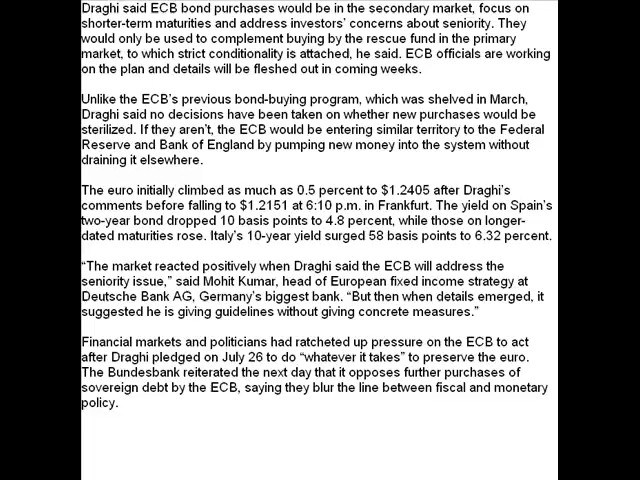 Draghi said ECB bond purchases would be in the secondary market, focus on
shorter-term maturities and address investors’ concerns about seniority. They
would only be used to complement buying by the rescue fund in the primary
market, to which strict conditionality is attached, he said. ECB officials are working
on the plan and details will be fleshed out in coming weeks.
Unlike the ECB’s previous bond-buying program, which was shelved in March,
Draghi said no decisions have been taken on whether new purchases would be
sterilized. If they aren’t, the ECB would be entering similar territory to the Federal
Reserve and Bank of England by pumping new money into the system without
draining it elsewhere.
The euro initially climbed as much as 0.5 percent to $1.2405 after Draghi’s
comments before falling to $1.2151 at 6:10 p.m. in Frankfurt. The yield on Spain’s
two-year bond dropped 10 basis points to 4.8 percent, while those on longer-
dated maturities rose. Italy’s 10-year yield surged 58 basis points to 6.32 percent.
“The market reacted positively when Draghi said the ECB will address the
seniority issue,” said Mohit Kumar, head of European fixed income strategy at
Deutsche Bank AG, Germany’s biggest bank. “But then when details emerged, it
suggested he is giving guidelines without giving concrete measures.”
Financial markets and politicians had ratcheted up pressure on the ECB to act
after Draghi pledged on July 26 to do “whatever it takes” to preserve the euro.
The Bundesbank reiterated the next day that it opposes further purchases of
sovereign debt by the ECB, saying they blur the line between fiscal and monetary
policy.